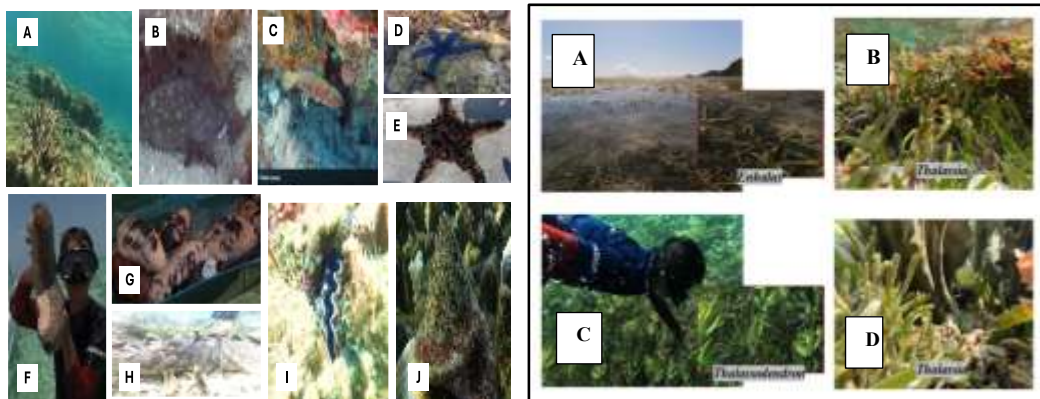 A
B
C
D
E
F
G
H
I
J
A
B
Enhalus
Thalassia
C
D
Thalassodendron
Thalassia